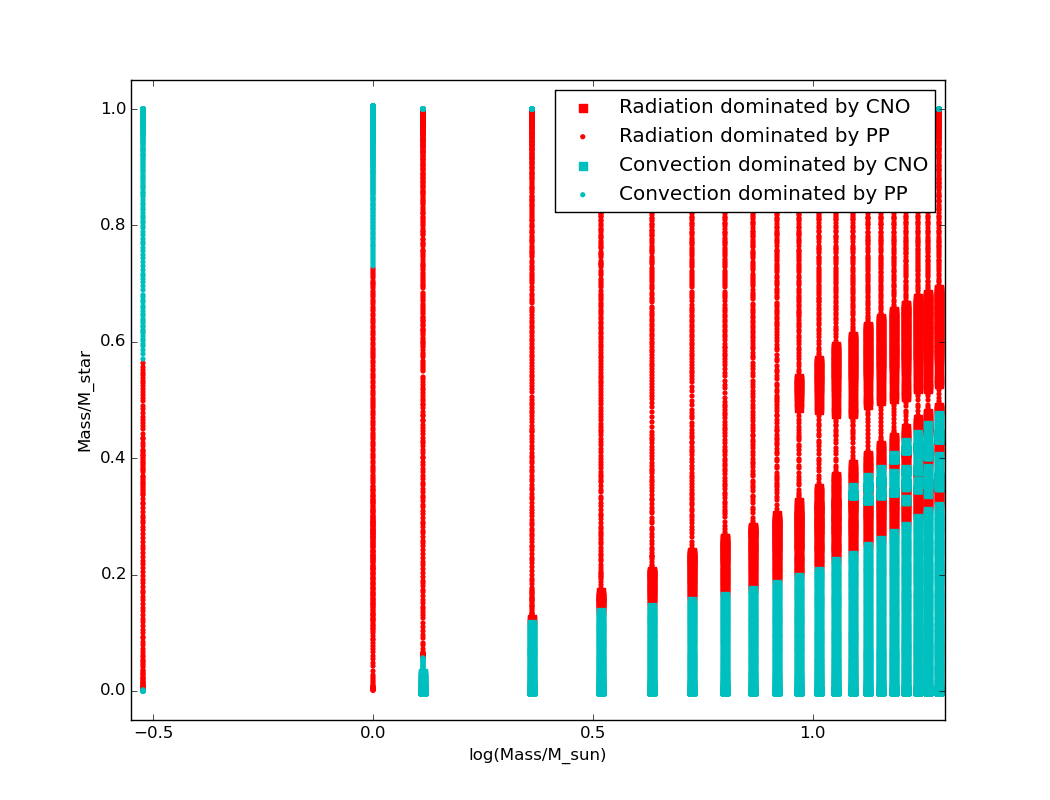 1.0
0.8
0.6
0.4
0.2
0.0
Mass/M_star
Radiation dominated by CNO
Radiation dominated by PP
Convection dominated by CNO
Convection dominated by PP
−0.5
0.0
0.5
1.0
log(Mass/M_sun)